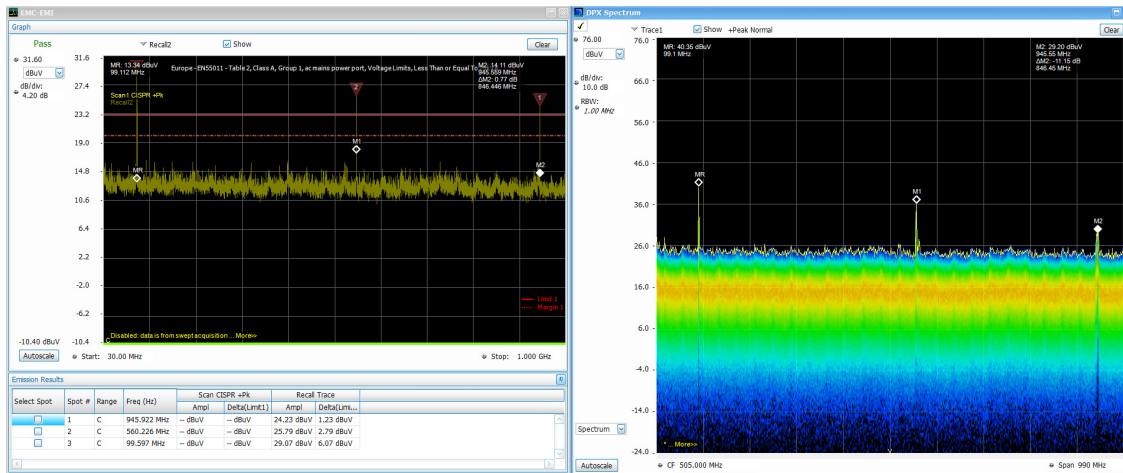 EMC-EMI
Graph
Pass
Recall2
Show
Clear
31.60
dBuV
dB/div:
4.20 dB
31.6
27.4
23.2
19.0
14.8
10.6
6.4
2.2
-2.0
-6.2
-10.4
-10.40 dBuV
MR: 13.34 dBuV
99.112 MHz
Europe - EN55011 - Table 2, Class A, Group 1, ac mains power port, Voltage Limits, Less Than or Equal To
M2: 14.11 dBuV
945.559 MHz
ΔM2: 0.77 dB
846.446 MHz
Scan1 CISPR +Pk
Recall2
2
1
MR
M1
M2
Limit 1
Margin 1
Disabled: data is from swept acquisition ... More>>
C
Autoscale
Start: 30.00 MHz
Stop: 1.000 GHz
Emission Results
Select Spot Spot # Range Freq (Hz) Scan CISPR +Pk Recall Trace
Ampl Delta(Limit1) Ampl Delta(Limi...
1 C 945.922 MHz -- dBuV -- dBuV 24.23 dBuV 1.23 dBuV
2 C 560.226 MHz -- dBuV -- dBuV 25.79 dBuV 2.79 dBuV
3 C 99.597 MHz -- dBuV -- dBuV 29.07 dBuV 6.07 dBuV
DPX Spectrum
Trace1
Show
+Peak Normal
Clear
76.00
dBuV
dB/div:
10.0 dB
RBW:
1.00 MHz
76.0
66.0
56.0
46.0
36.0
26.0
16.0
6.0
-4.0
-14.0
-24.0
MR: 40.35 dBuV
99.1 MHz
M2: 29.20 dBuV
945.55 MHz
ΔM2: -11.15 dB
846.45 MHz
MR
M1
M2
Spectrum
* ... More>>
Autoscale
CF 505.000 MHz
Span 990 MHz